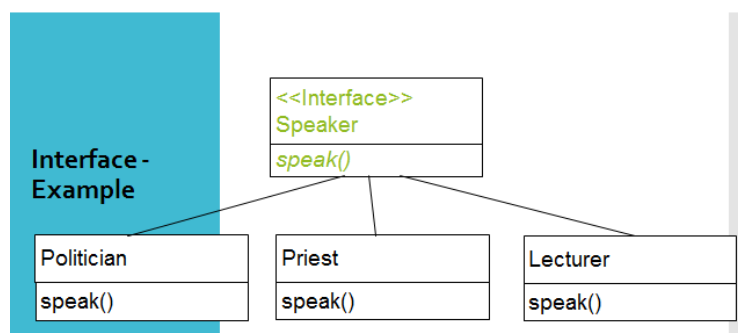 Interface -
Example
<<Interface>>
Speaker
speak()
Politician
speak()
Priest
speak()
Lecturer
speak()